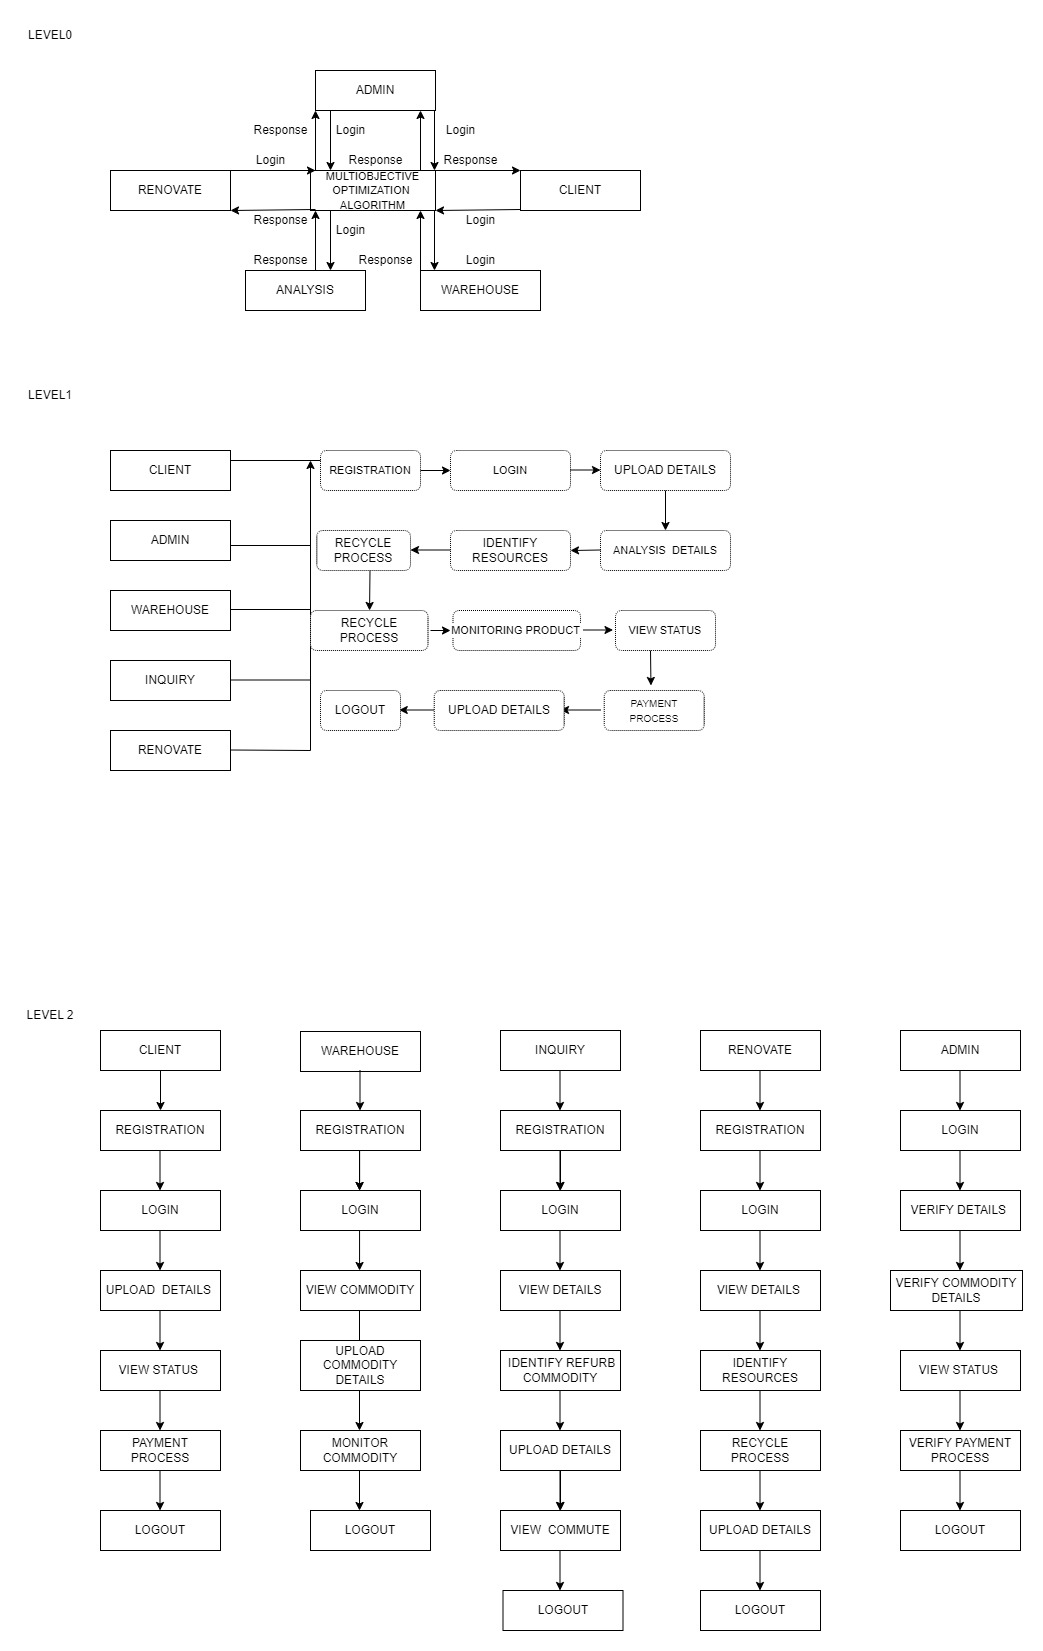 LEVEL0
ADMIN
Response
Login
Login
Login
Response
Response
RENOVATE
MULTIOBJECTIVE
OPTIMIZATION
ALGORITHM
CLIENT
Response
Login
Login
Response
Response
Login
ANALYSIS
WAREHOUSE
LEVEL1
CLIENT
REGISTRATION
LOGIN
UPLOAD DETAILS
ADMIN
RECYCLE
PROCESS
IDENTIFY
RESOURCES
ANALYSIS  DETAILS
WAREHOUSE
RECYCLE
PROCESS
MONITORING PRODUCT
VIEW STATUS
INQUIRY
LOGOUT
UPLOAD DETAILS
PAYMENT
PROCESS
RENOVATE
LEVEL 2
CLIENT
WAREHOUSE
INQUIRY
RENOVATE
ADMIN
REGISTRATION
REGISTRATION
REGISTRATION
REGISTRATION
LOGIN
LOGIN
LOGIN
LOGIN
LOGIN
VERIFY DETAILS
UPLOAD  DETAILS
VIEW COMMODITY
VIEW DETAILS
VIEW DETAILS
VERIFY COMMODITY
DETAILS
VIEW STATUS
UPLOAD
COMMODITY
DETAILS
IDENTIFY REFURB
COMMODITY
IDENTIFY
RESOURCES
VIEW STATUS
PAYMENT
PROCESS
MONITOR
COMMODITY
UPLOAD DETAILS
RECYCLE
PROCESS
VERIFY PAYMENT
PROCESS
LOGOUT
LOGOUT
VIEW  COMMUTE
UPLOAD DETAILS
LOGOUT
LOGOUT
LOGOUT